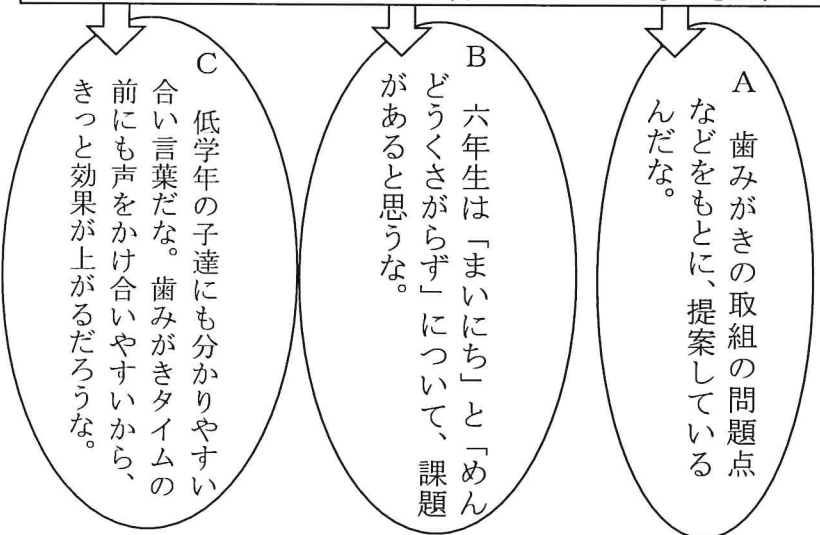 A 歯みがきの取組の問題点
などをもとに、提案している
んだな。
B 六年生は「まいにち」と「めん
どうくさがらず」について、課題
があると思うな。
C 低学年の子達にも分かりやすい
合い言葉だな。歯みがきタイムの
前にも声をかけ合いやすいから、
きっと効果が上がるだろうな。